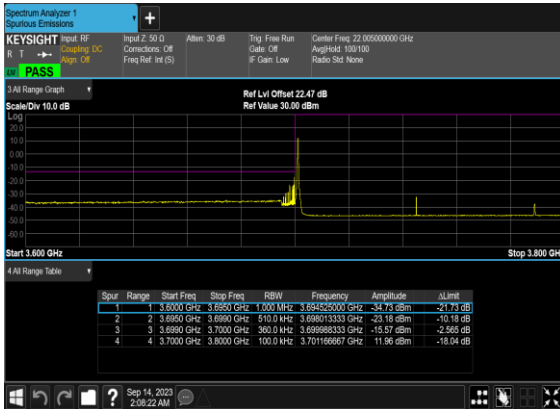 Spectrum Analyzer 1
Spurious Emissions
KEYSIGHT Input: RF Input Z: 50 Ω Atten: 30 dB Trig: Free Run Center Freq: 22.005000000 GHz
R T Coupling: DC Corrections: Off Gate: Off Avg|Hold: 100/100
Align: Off Freq Ref: Int (S) IF Gain: Low Radio Std: None
PASS
3 All Range Graph
Ref Lvl Offset 22.47 dB
Scale/Div 10.0 dB Ref Value 30.00 dBm
Log
20.0
10.0
0.00
-10.0
-20.0
-30.0
-40.0
-50.0
-60.0
Start 3.600 GHz Stop 3.800 GHz
4 All Range Table
Spur Range Start Freq Stop Freq RBW Frequency Amplitude ΔLimit
1 1 3.6000 GHz 3.6950 GHz 1.000 MHz 3.694525000 GHz -34.73 dBm -21.73 dB
2 2 3.6950 GHz 3.6990 GHz 510.0 kHz 3.698013333 GHz -23.18 dBm -10.18 dB
3 3 3.6990 GHz 3.7000 GHz 360.0 kHz 3.699988333 GHz -15.57 dBm -2.565 dB
4 4 3.7000 GHz 3.8000 GHz 100.0 kHz 3.701166667 GHz 11.96 dBm -18.04 dB
Sep 14, 2023
2:08:22 AM